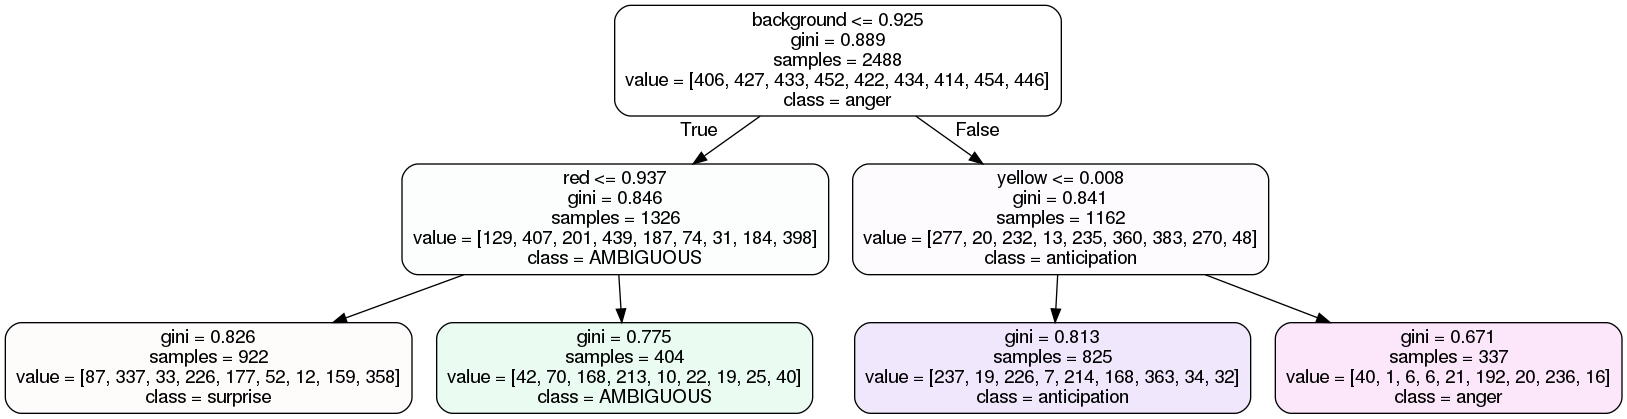 background <= 0.925
gini = 0.889
samples = 2488
value = [406, 427, 433, 452, 422, 434, 414, 454, 446]
class = anger
True
False
red <= 0.937
gini = 0.846
samples = 1326
value = [129, 407, 201, 439, 187, 74, 31, 184, 398]
class = AMBIGUOUS
yellow <= 0.008
gini = 0.841
samples = 1162
value = [277, 20, 232, 13, 235, 360, 383, 270, 48]
class = anticipation
gini = 0.826
samples = 922
value = [87, 337, 33, 226, 177, 52, 12, 159, 358]
class = surprise
gini = 0.775
samples = 404
value = [42, 70, 168, 213, 10, 22, 19, 25, 40]
class = AMBIGUOUS
gini = 0.813
samples = 825
value = [237, 19, 226, 7, 214, 168, 363, 34, 32]
class = anticipation
gini = 0.671
samples = 337
value = [40, 1, 6, 6, 21, 192, 20, 236, 16]
class = anger